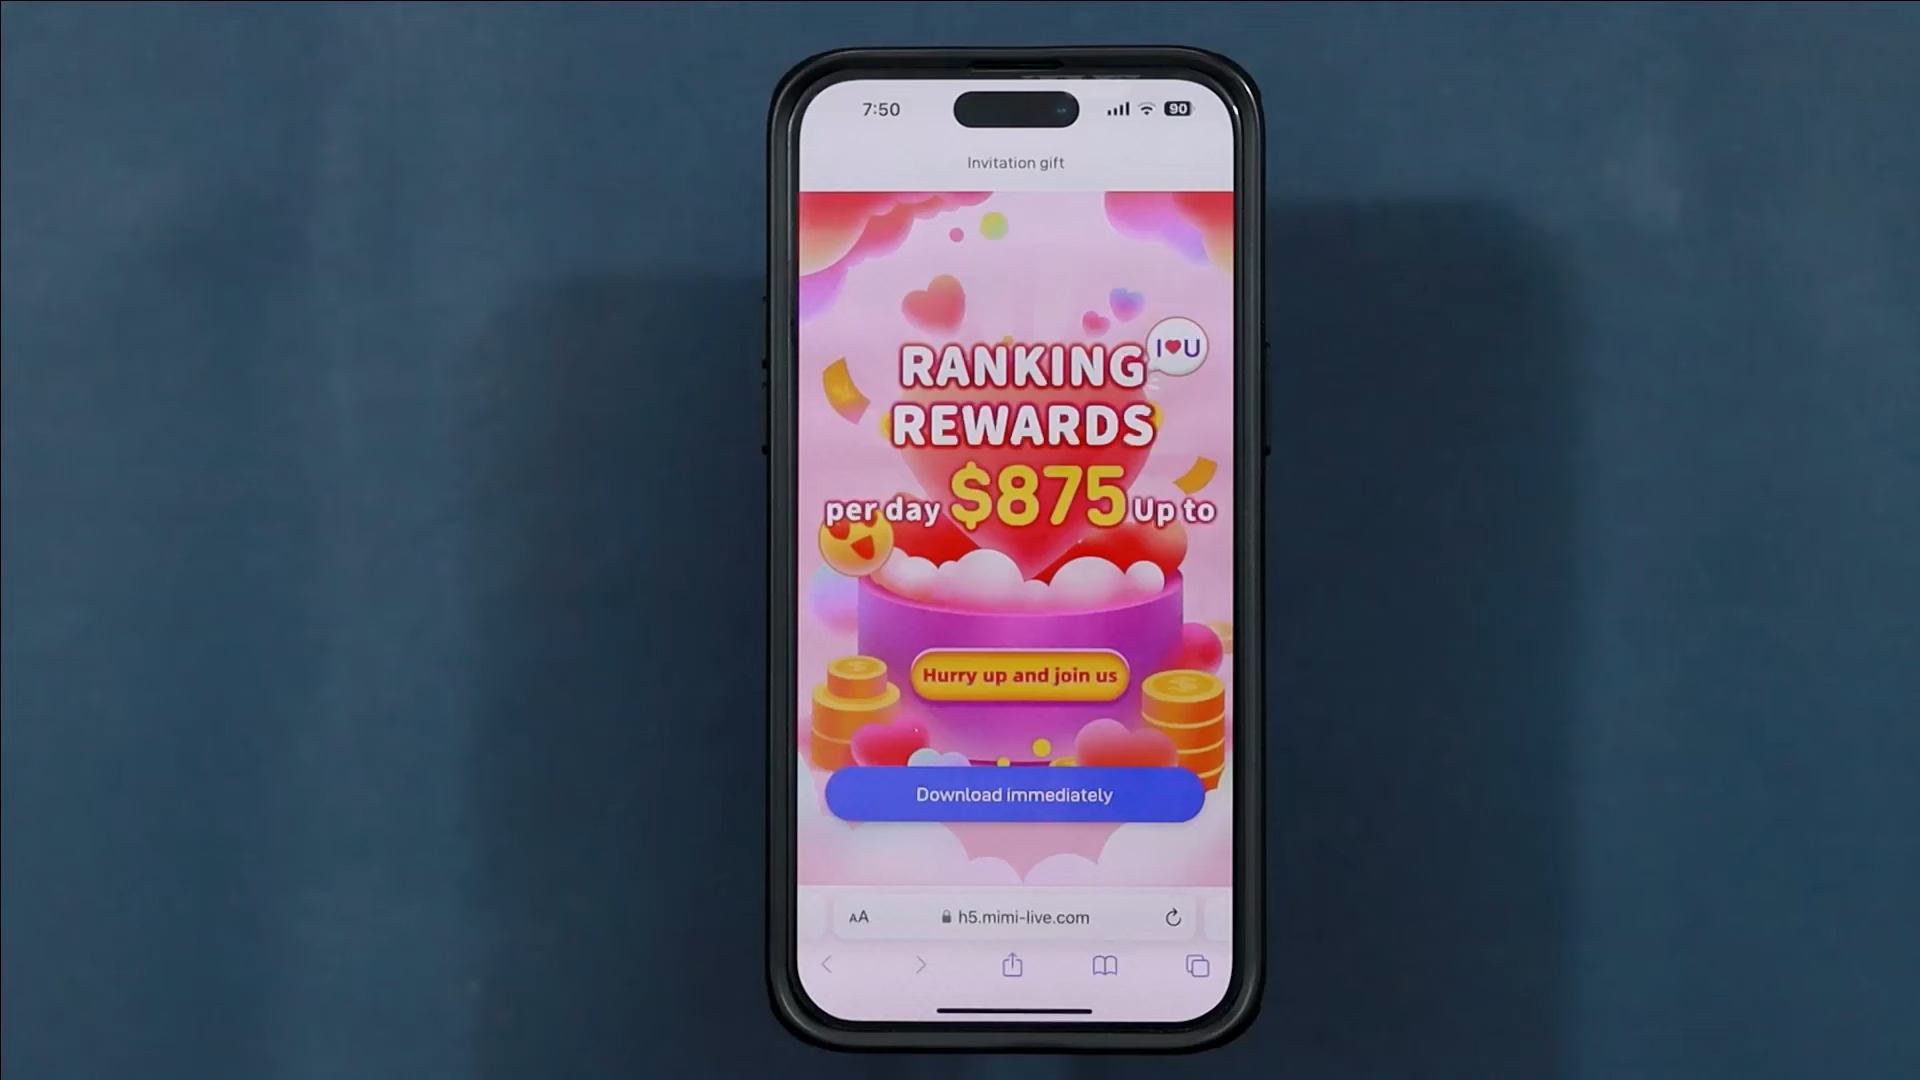 7:50
90
Invitation gift
I❤U
RANKING
REWARDS
per day $875 Up to
Hurry up and join us
Download immediately
AA
h5.mimi-live.com